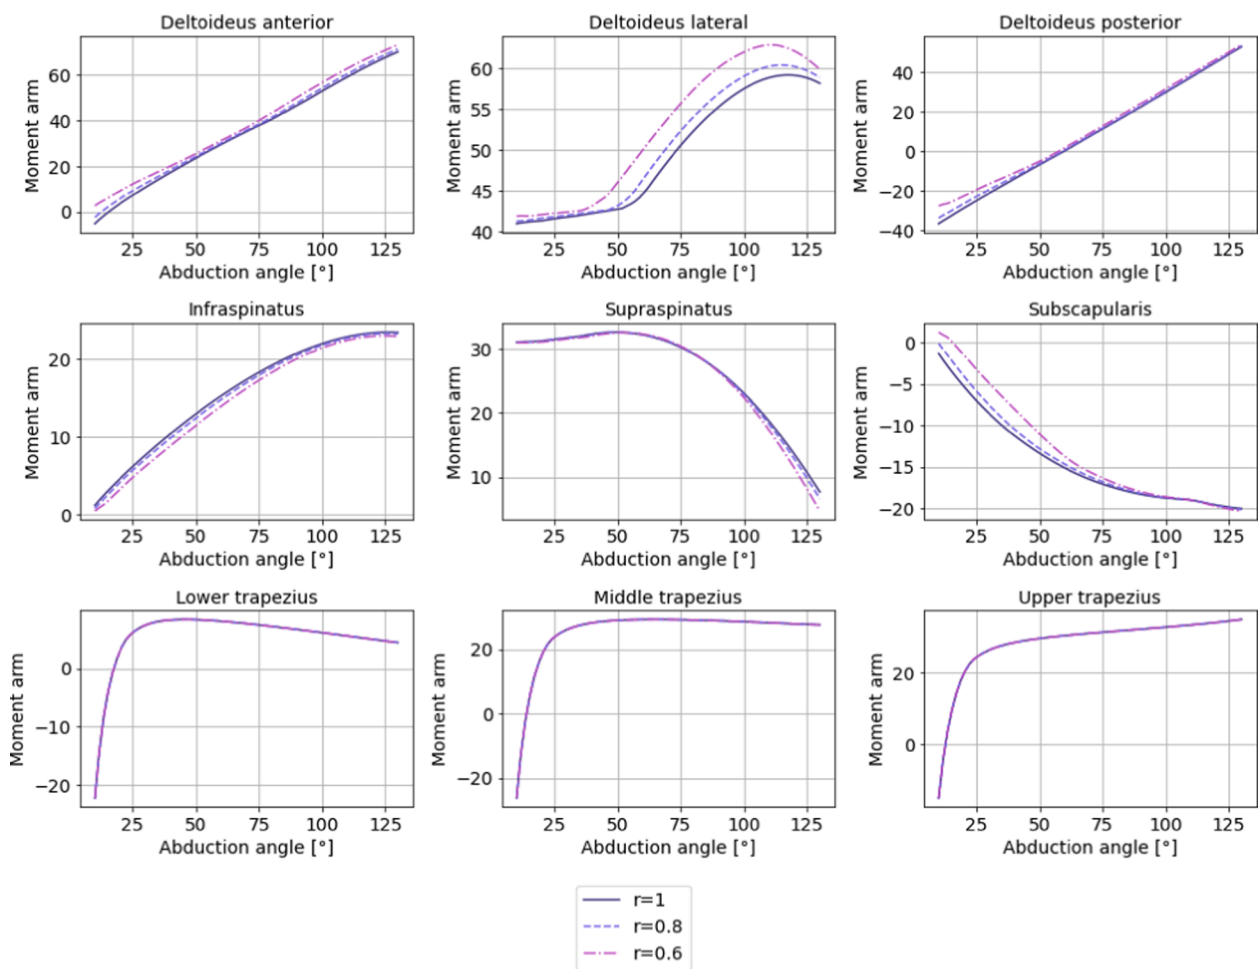 Deltoideus anterior
Moment arm
60
40
20
0
25 50 75 100 125
Abduction angle [°]
Deltoideus lateral
Moment arm
60
55
50
45
40
25 50 75 100 125
Abduction angle [°]
Deltoideus posterior
Moment arm
40
20
0
−20
−40
25 50 75 100 125
Abduction angle [°]
Infraspinatus
Moment arm
20
10
0
25 50 75 100 125
Abduction angle [°]
Supraspinatus
Moment arm
30
20
10
25 50 75 100 125
Abduction angle [°]
Subscapularis
Moment arm
0
−5
−10
−15
−20
25 50 75 100 125
Abduction angle [°]
Lower trapezius
Moment arm
0
−10
−20
25 50 75 100 125
Abduction angle [°]
Middle trapezius
Moment arm
20
0
−20
25 50 75 100 125
Abduction angle [°]
Upper trapezius
Moment arm
20
0
25 50 75 100 125
Abduction angle [°]
r=1
r=0.8
r=0.6